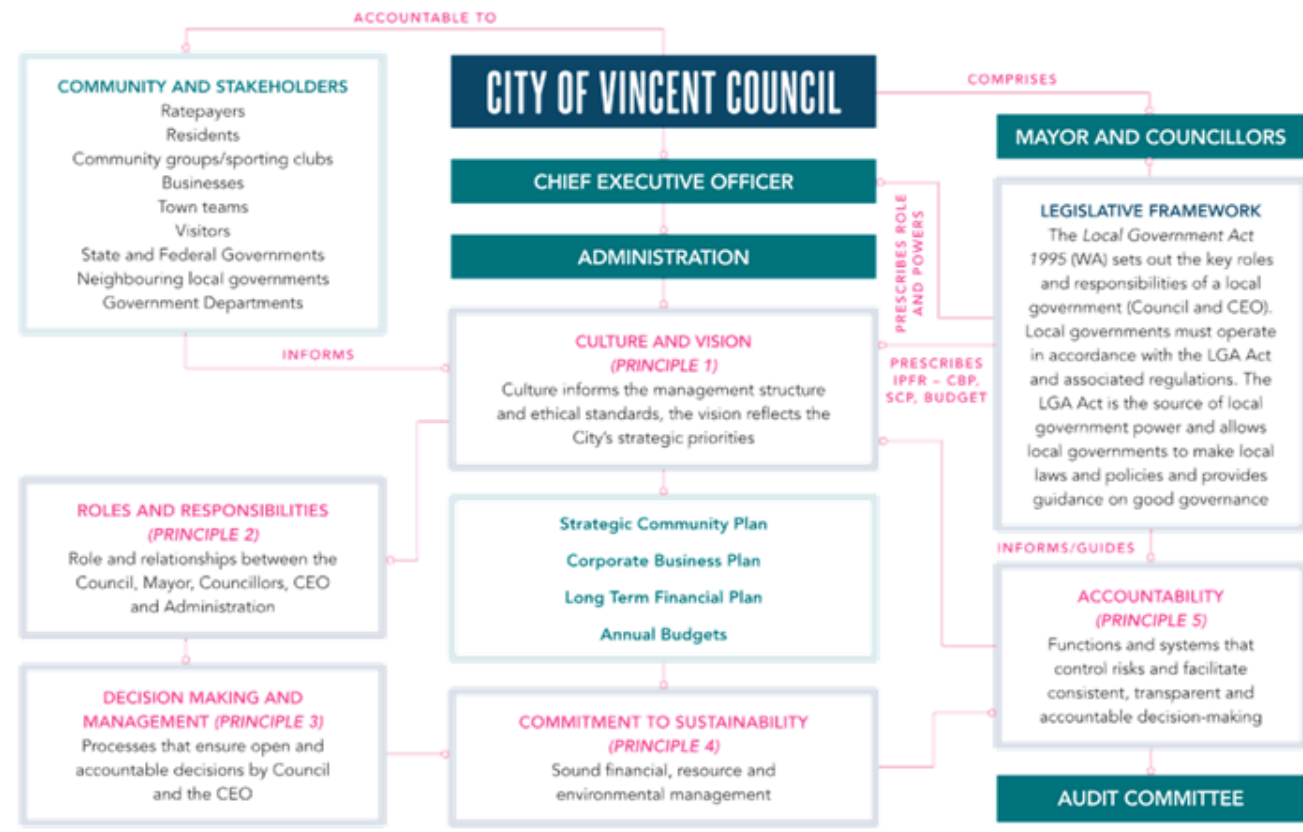 ACCOUNTABLE TO
COMMUNITY AND STAKEHOLDERS
Ratepayers
Residents
Community groups/sporting clubs
Businesses
Town teams
Visitors
State and Federal Governments
Neighbouring local governments
Government Departments
CITY OF VINCENT COUNCIL
COMPRISES
MAYOR AND COUNCILLORS
CHIEF EXECUTIVE OFFICER
ADMINISTRATION
PRESCRIBES ROLE
AND POWERS
LEGISLATIVE FRAMEWORK
The Local Government Act
1995 (WA) sets out the key roles
and responsibilities of a local
government (Council and CEO).
Local governments must operate
in accordance with the LGA Act
and associated regulations. The
LGA Act is the source of local
government power and allows
local governments to make local
laws and policies and provides
guidance on good governance
INFORMS
CULTURE AND VISION
(PRINCIPLE 1)
Culture informs the management structure
and ethical standards, the vision reflects the
City's strategic priorities
PRESCRIBES
IPFR – CBP,
SCP, BUDGET
ROLES AND RESPONSIBILITIES
(PRINCIPLE 2)
Role and relationships between the
Council, Mayor, Councillors, CEO
and Administration
Strategic Community Plan
Corporate Business Plan
Long Term Financial Plan
Annual Budgets
INFORMS/GUIDES
ACCOUNTABILITY
(PRINCIPLE 5)
Functions and systems that
control risks and facilitate
consistent, transparent and
accountable decision-making
DECISION MAKING AND
MANAGEMENT (PRINCIPLE 3)
Processes that ensure open and
accountable decisions by Council
and the CEO
COMMITMENT TO SUSTAINABILITY
(PRINCIPLE 4)
Sound financial, resource and
environmental management
AUDIT COMMITTEE